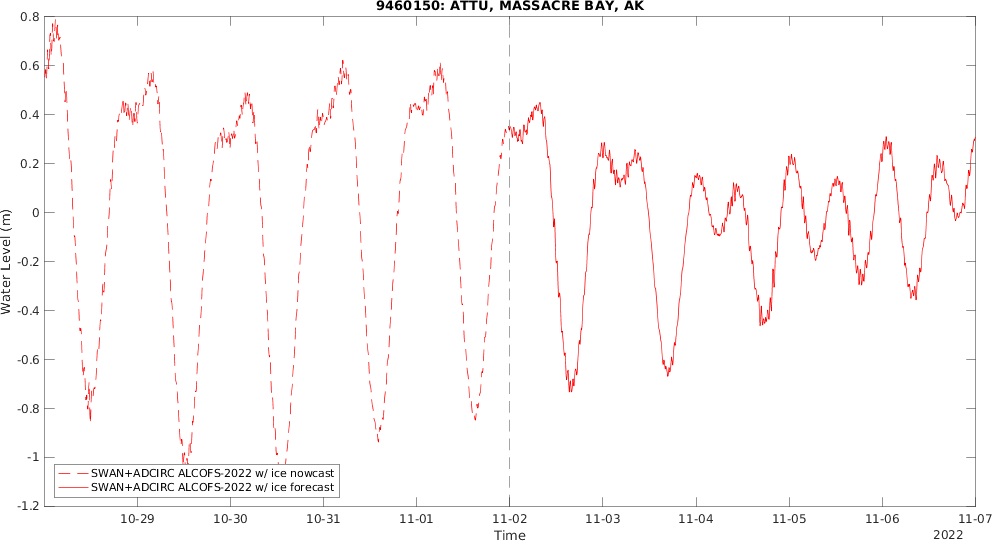 9460150: ATTU, MASSACRE BAY, AK
Water Level (m)
0.8
0.6
0.4
0.2
0
-0.2
-0.4
-0.6
-0.8
-1
-1.2
SWAN+ADCIRC ALCOFS-2022 w/ ice nowcast
SWAN+ADCIRC ALCOFS-2022 w/ ice forecast
10-29 10-30 10-31 11-01 11-02 11-03 11-04 11-05 11-06 11-07
Time
2022